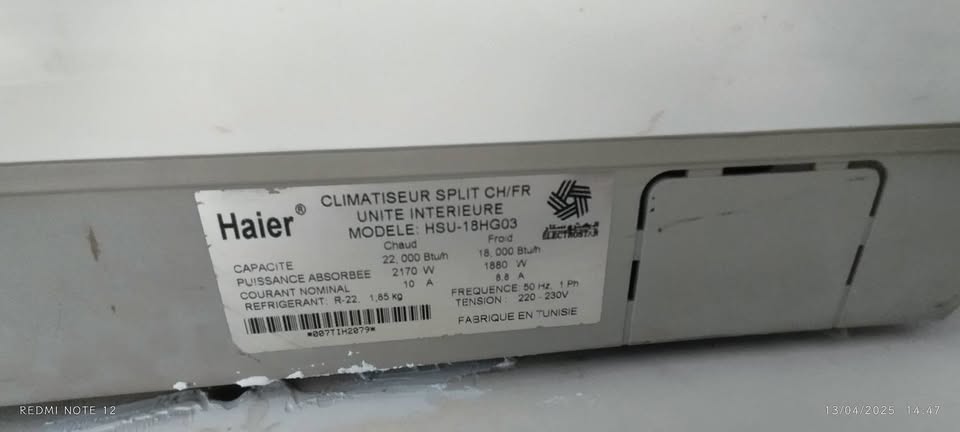 Haier®
CLIMATISEUR SPLIT CH/FR
UNITE INTERIEURE
MODELE: HSU-18HG03
Chaud Froid
CAPACITE 22,000 Btu/h 18,000 Btu/h
PUISSANCE ABSORBEE 2170 W 1880 W
COURANT NOMINAL 10 A 8.8 A
REFRIGERANT: R-22, 1,85 kg
FREQUENCE: 50 Hz, 1 Ph
TENSION: 220 - 230V
*007TIH2079*
FABRIQUE EN TUNISIE
ELECTROSTAR
REDMI NOTE 12
13/04/2025 14:47